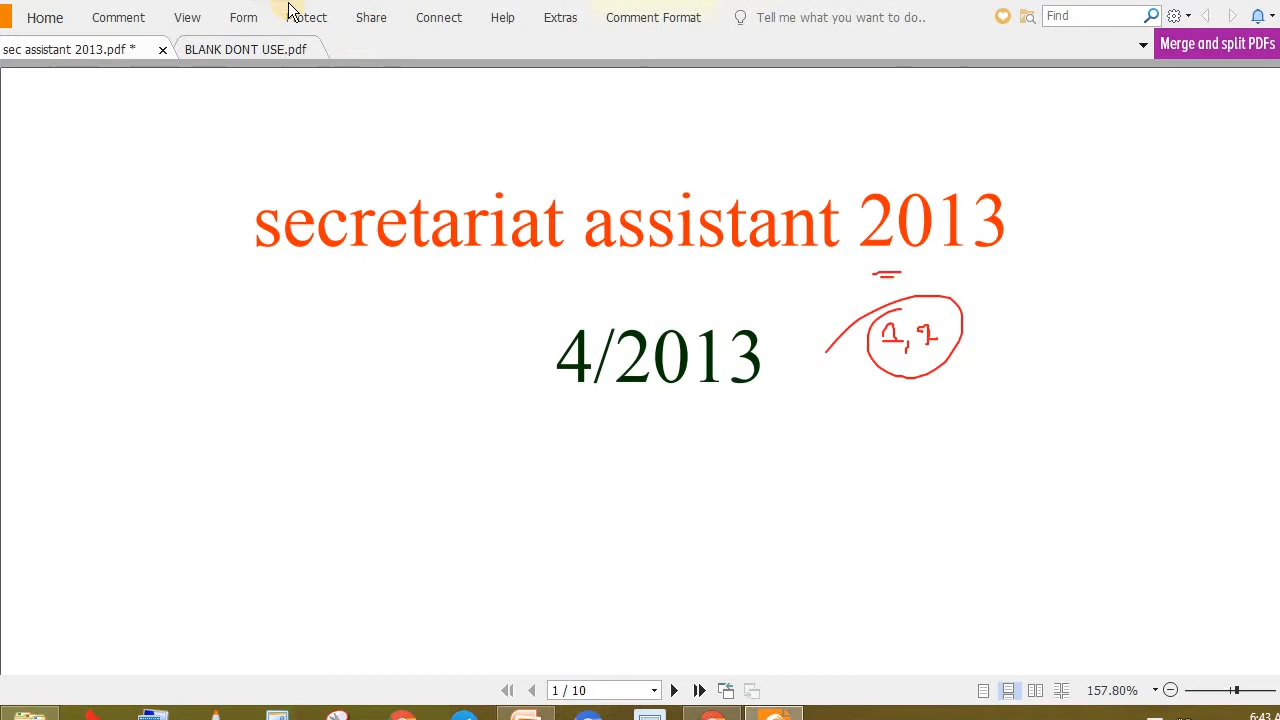 Home Comment View Form Protect Share Connect Help Extras Comment Format Tell me what you want to do.. Find
sec assistant 2013.pdf * BLANK DONT USE.pdf Merge and split PDFs
secretariat assistant 2013
4/2013
1 / 10 157.80%